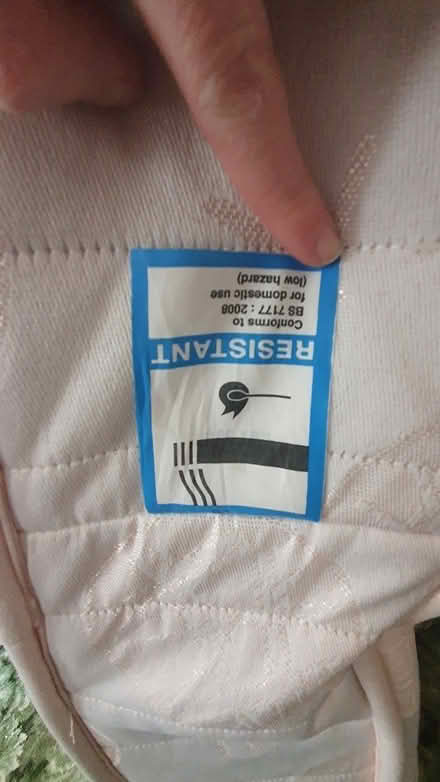 RESISTANT
Conforms to
BS 7177 : 2008
for domestic use
(low hazard)